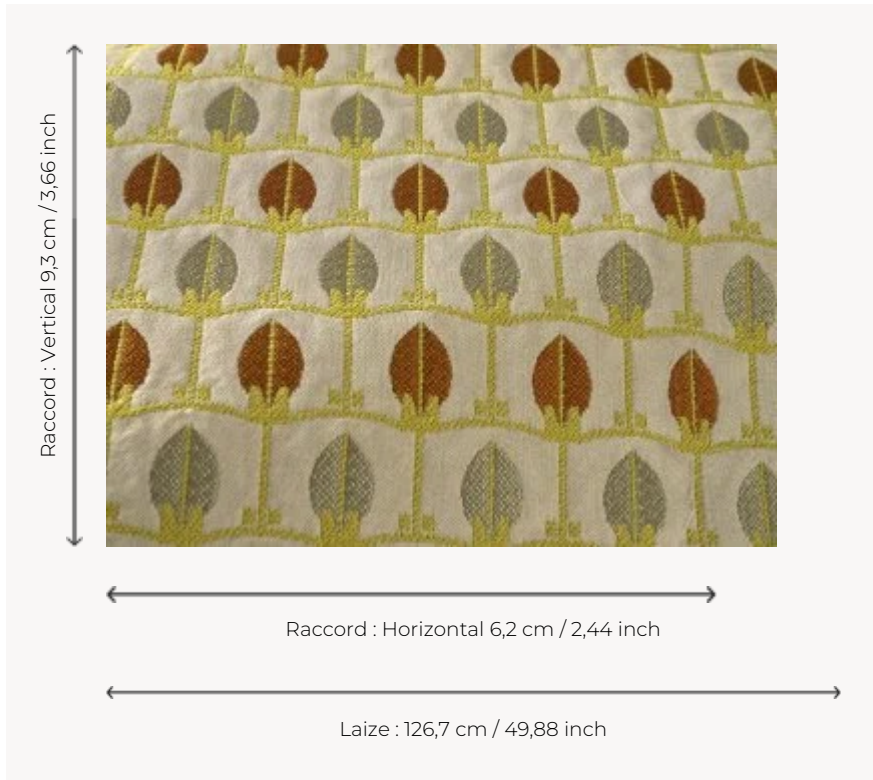 Raccord : Vertical 9,3 cm / 3,66 inch
Raccord : Horizontal 6,2 cm / 2,44 inch
Laize : 126,7 cm / 49,88 inch